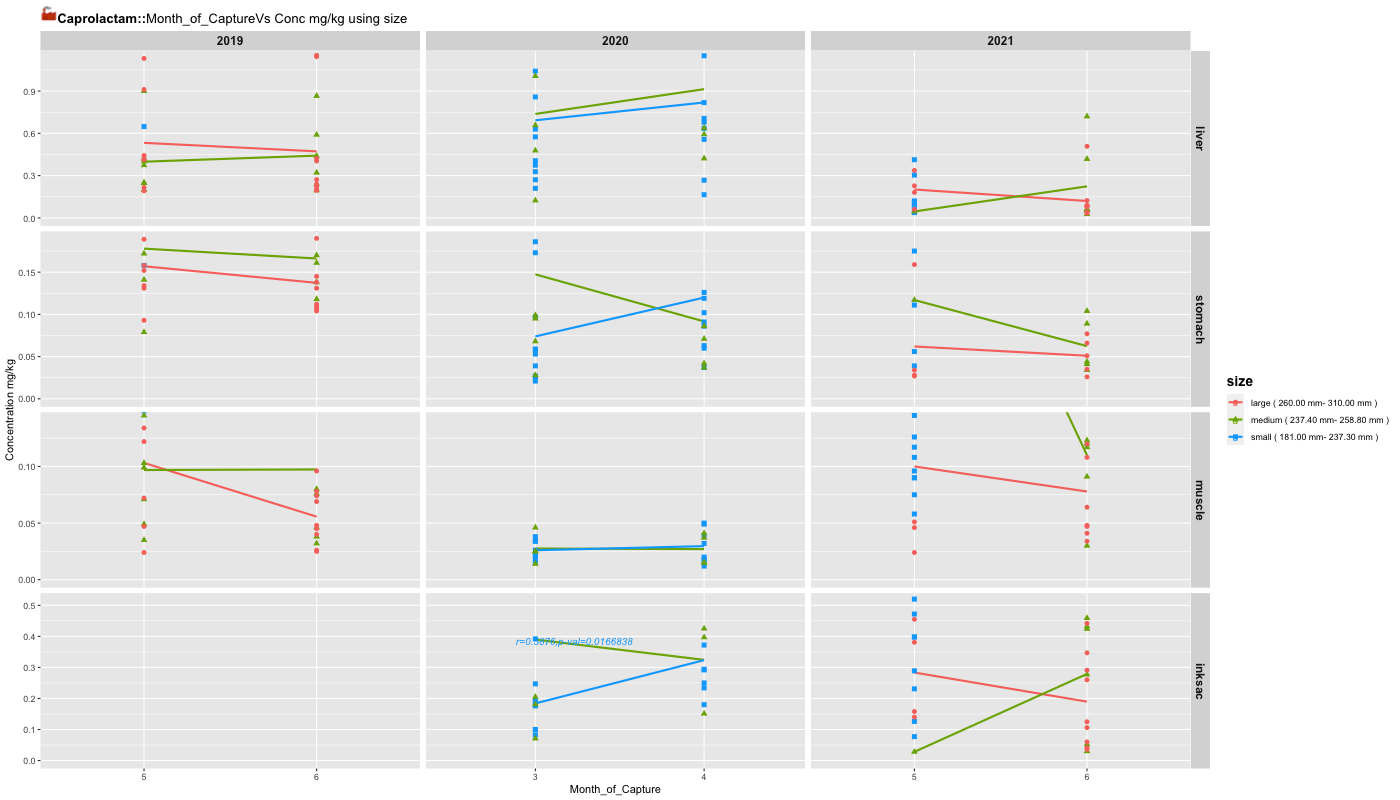 Caprolactam::Month_of_CaptureVs Conc mg/kg using size
2019 2020 2021
Concentration mg/kg
0.9
0.6
0.3
0.0
liver
0.15
0.10
0.05
0.00
stomach
0.10
0.05
0.00
muscle
0.5
0.4
0.3
0.2
0.1
0.0
inksac
p-val=0.0166838
5 6 3 4 5 6
Month_of_Capture
size
large ( 260.00 mm- 310.00 mm )
medium ( 237.40 mm- 258.80 mm )
small ( 181.00 mm- 237.30 mm )